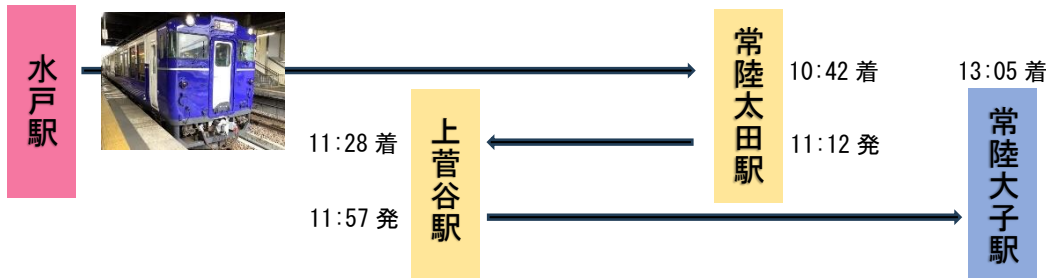 水戸駅
常陸太田駅
10:42 着
13:05 着
11:28 着
上菅谷駅
11:12 発
常陸大子駅
11:57 発